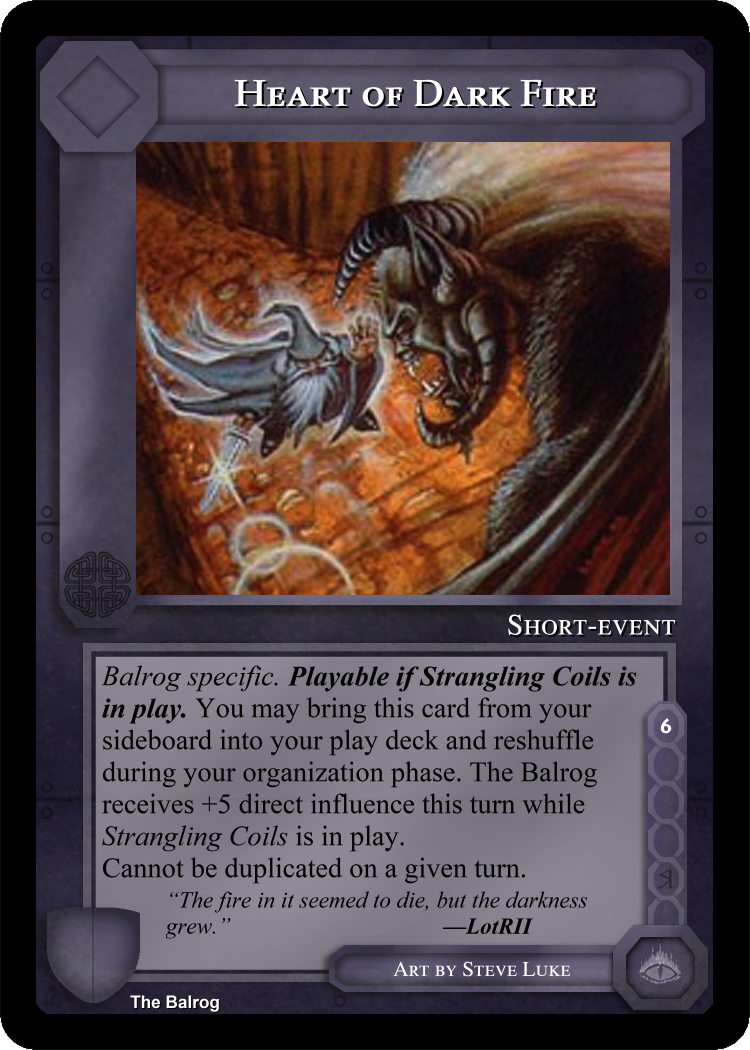 Heart of Dark Fire
Short-event
Balrog specific. Playable if Strangling Coils is
in play. You may bring this card from your
sideboard into your play deck and reshuffle
during your organization phase. The Balrog
receives +5 direct influence this turn while
Strangling Coils is in play.
Cannot be duplicated on a given turn.
6
“The fire in it seemed to die, but the darkness
grew.” —LotRII
Art by Steve Luke
The Balrog